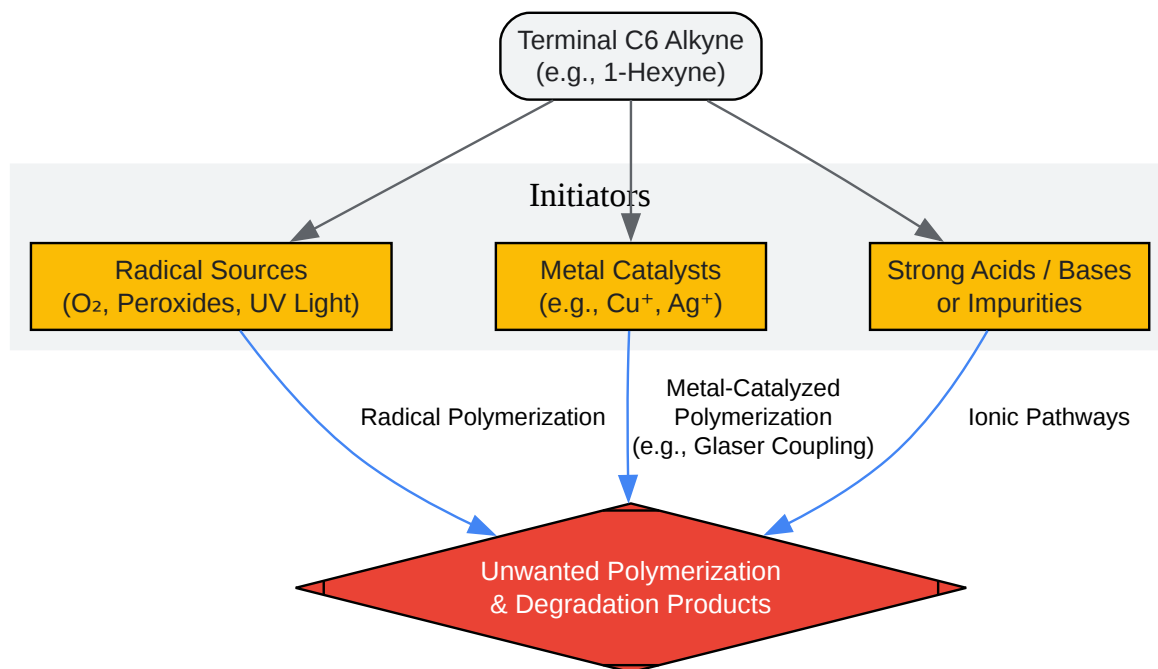 Terminal C6 Alkyne
(e.g., 1-Hexyne)
Initiators
Radical Sources
(O₂, Peroxides, UV Light)
Metal Catalysts
(e.g., Cu⁺, Ag⁺)
Strong Acids / Bases
or Impurities
Radical Polymerization
Metal-Catalyzed
Polymerization
(e.g., Glaser Coupling)
Ionic Pathways
Unwanted Polymerization
& Degradation Products